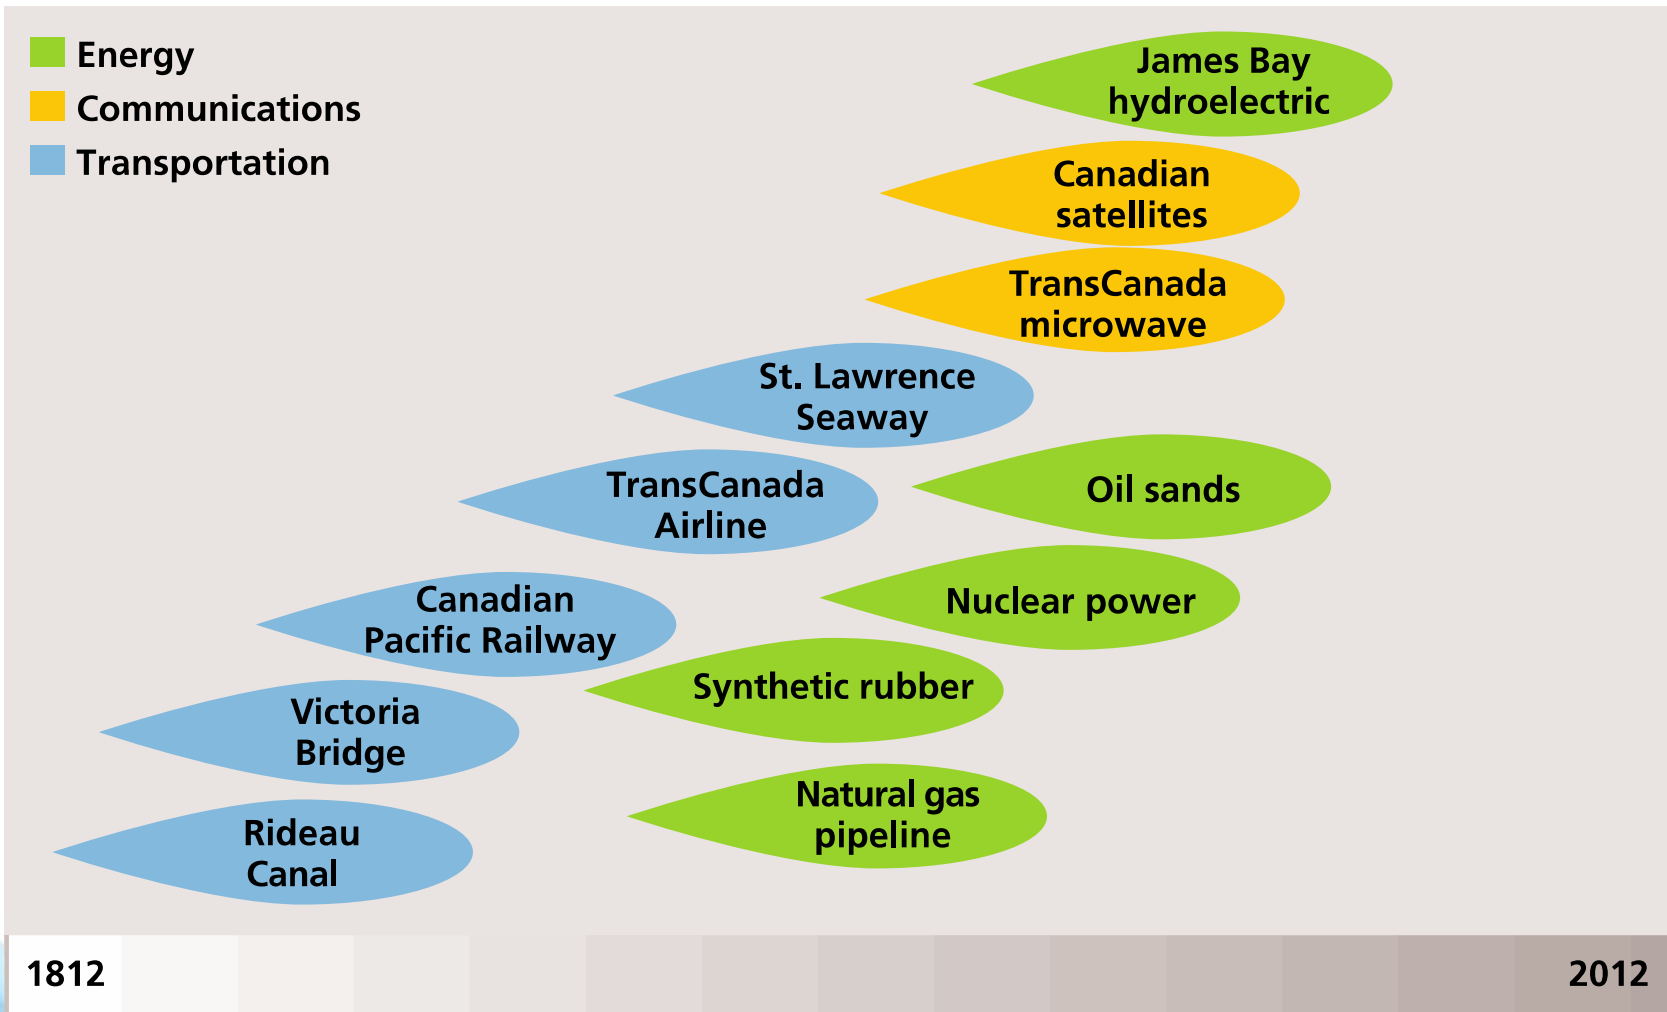 Energy
Communications
Transportation
James Bay
hydroelectric
Canadian
satellites
TransCanada
microwave
St. Lawrence
Seaway
Oil sands
TransCanada
Airline
Nuclear power
Canadian
Pacific Railway
Synthetic rubber
Victoria
Bridge
Natural gas
pipeline
Rideau
Canal
1812
2012